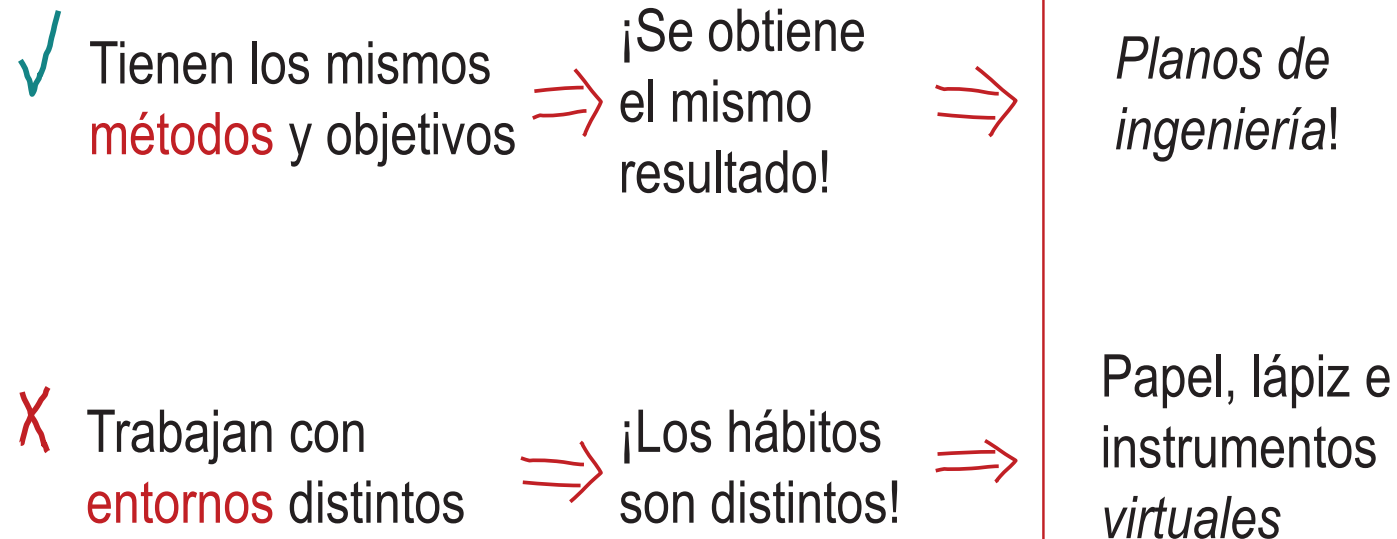 Tienen los mismos
métodos y objetivos
¡Se obtiene
el mismo
resultado!
Planos de
ingeniería!
Trabajan con
entornos distintos
¡Los hábitos
son distintos!
Papel, lápiz e
instrumentos
virtuales